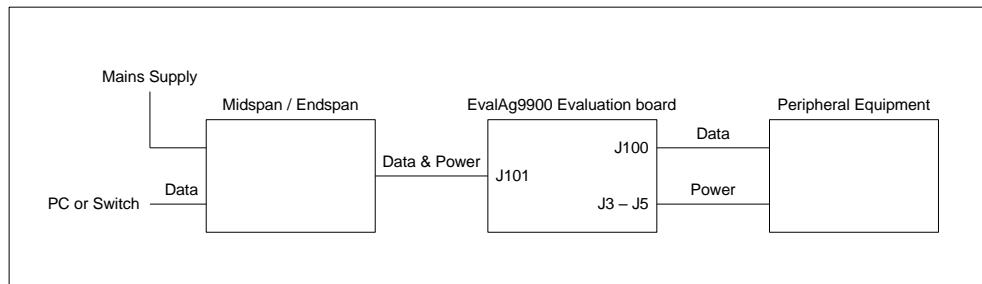 Mains Supply
Midspan / Endspan
EvalAg9900 Evaluation board
Peripheral Equipment
Data
J100
Data & Power
J101
Data
PC or Switch
Power
J3 – J5